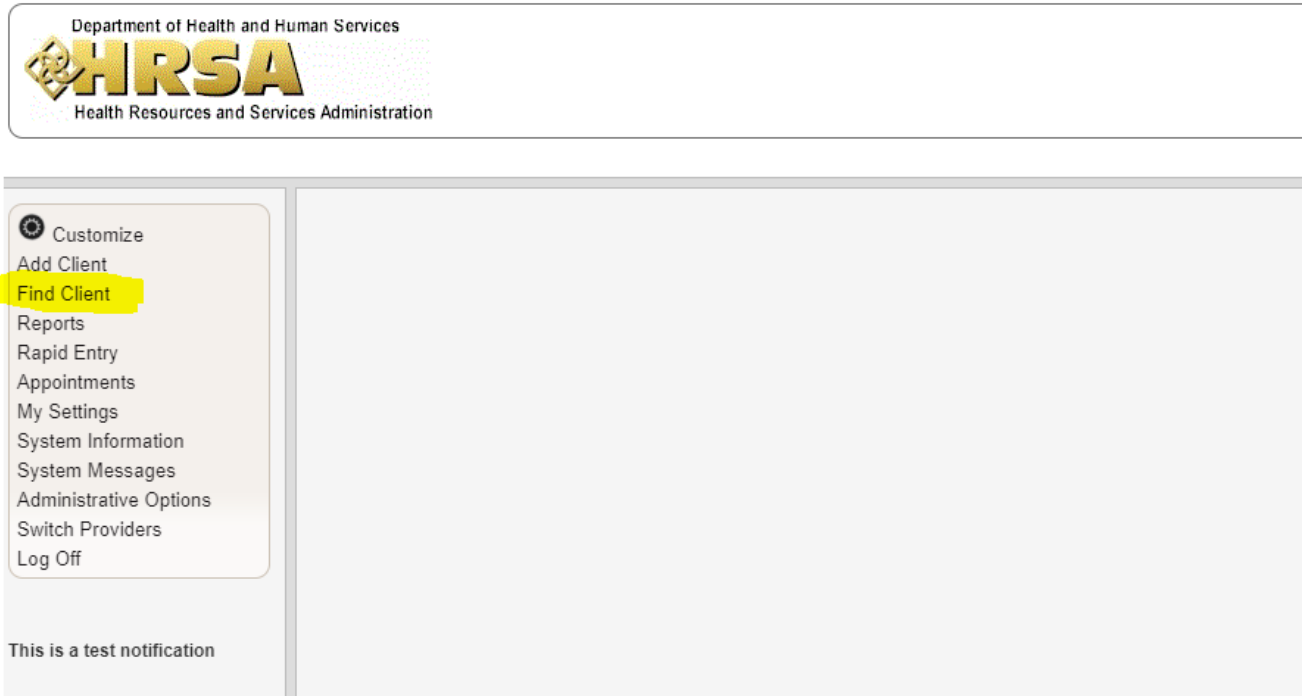 Department of Health and Human Services
HRSA
Health Resources and Services Administration
Customize
Add Client
Find Client
Reports
Rapid Entry
Appointments
My Settings
System Information
System Messages
Administrative Options
Switch Providers
Log Off
This is a test notification